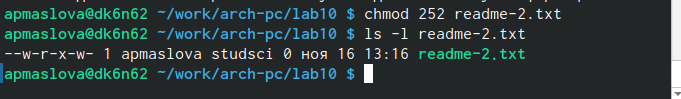 apmaslova@dk6n62 ~/work/arch-pc/lab10 $ chmod 252 readme-2.txt
apmaslova@dk6n62 ~/work/arch-pc/lab10 $ ls -l readme-2.txt
--w-r-x-w- 1 apmaslova studsci 0 ноя 16 13:16 readme-2.txt
apmaslova@dk6n62 ~/work/arch-pc/lab10 $